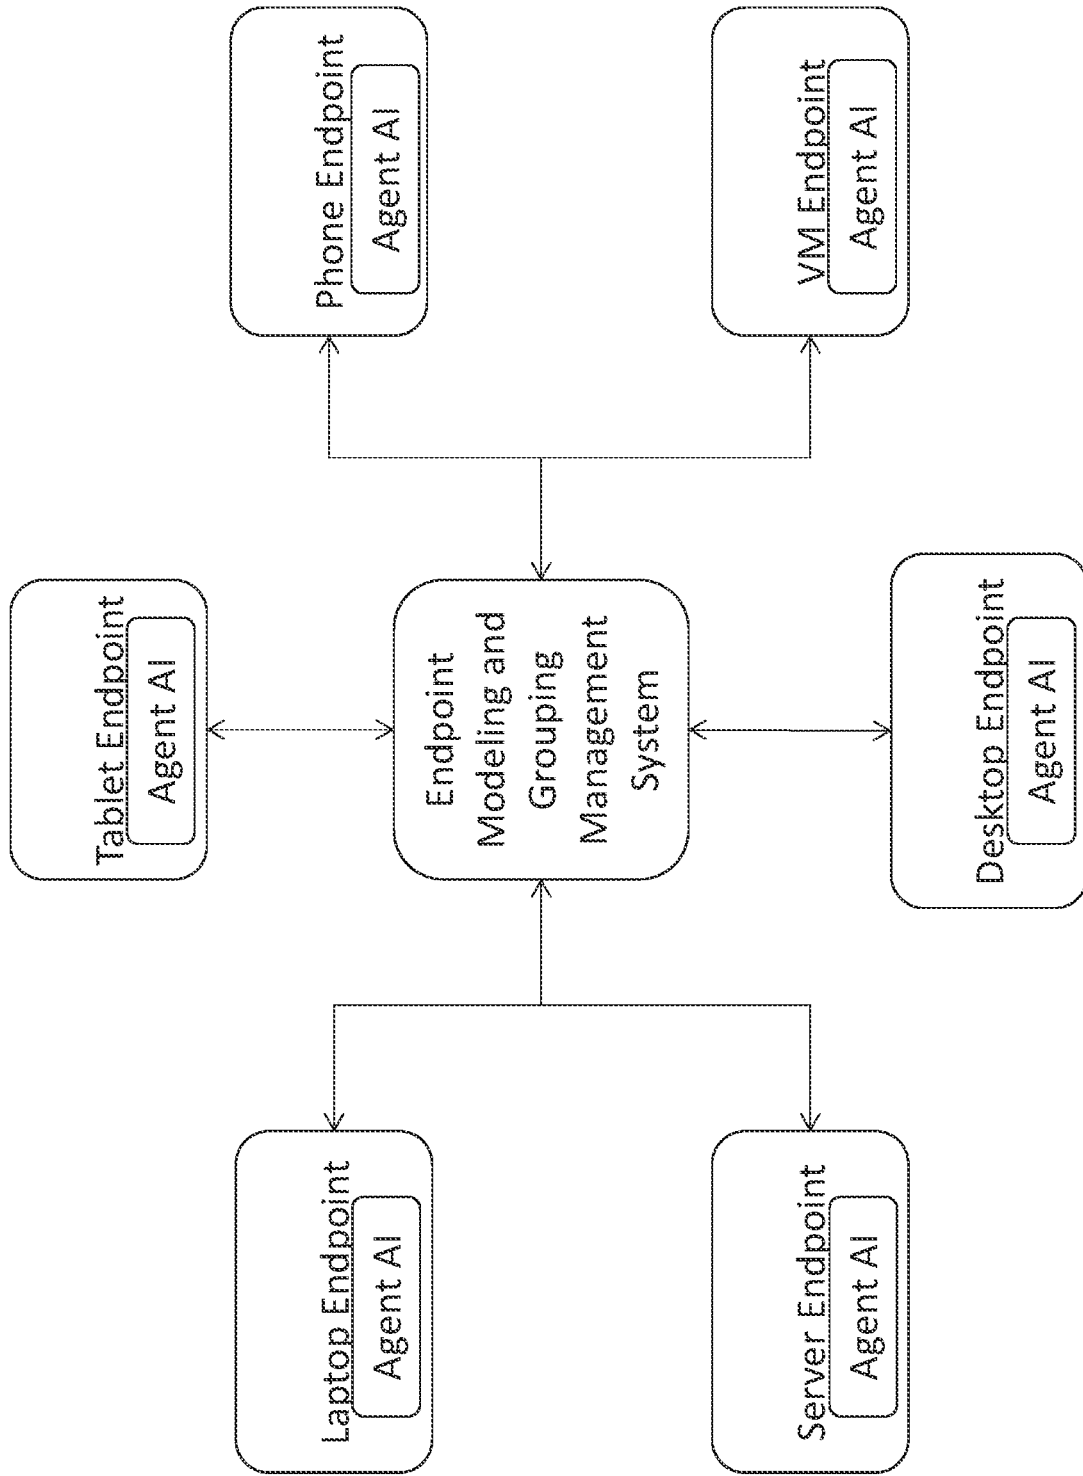 Tablet Endpoint
Agent AI
Laptop Endpoint
Agent AI
Phone Endpoint
Agent AI
Endpoint
Modeling and
Grouping
Management
System
Server Endpoint
Agent AI
VM Endpoint
Agent AI
Desktop Endpoint
Agent AI